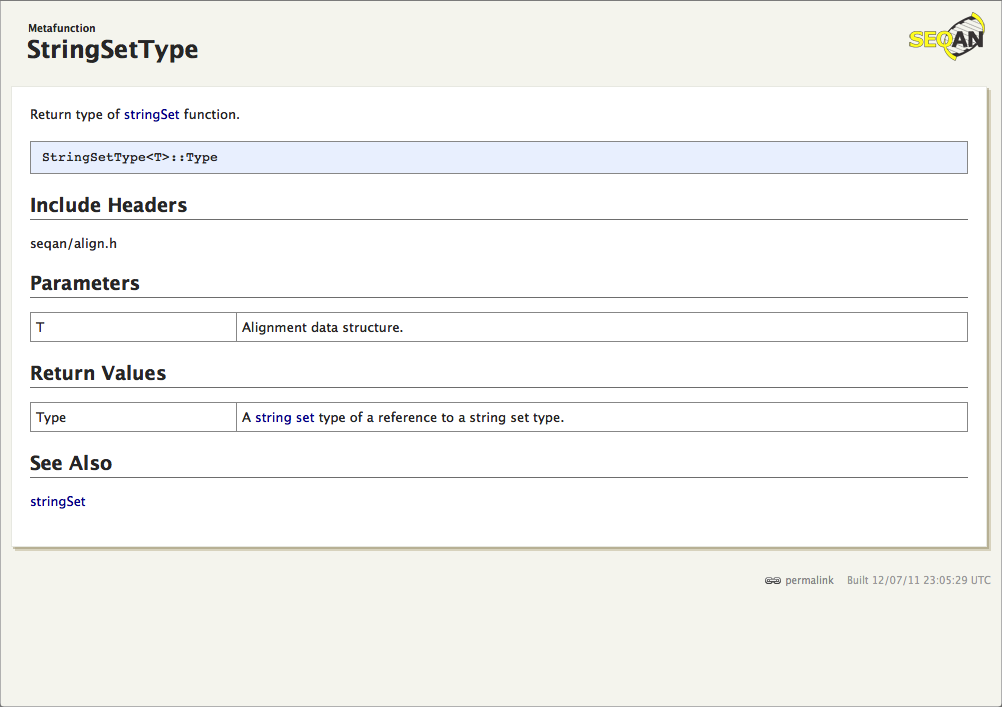 Metafunction
StringSetType
SEQAN
Return type of stringSet function.
StringSetType<T>::Type
Include Headers
seqan/align.h
Parameters
T Alignment data structure.
Return Values
Type A string set type of a reference to a string set type.
See Also
stringSet
permalink Built 12/07/11 23:05:29 UTC